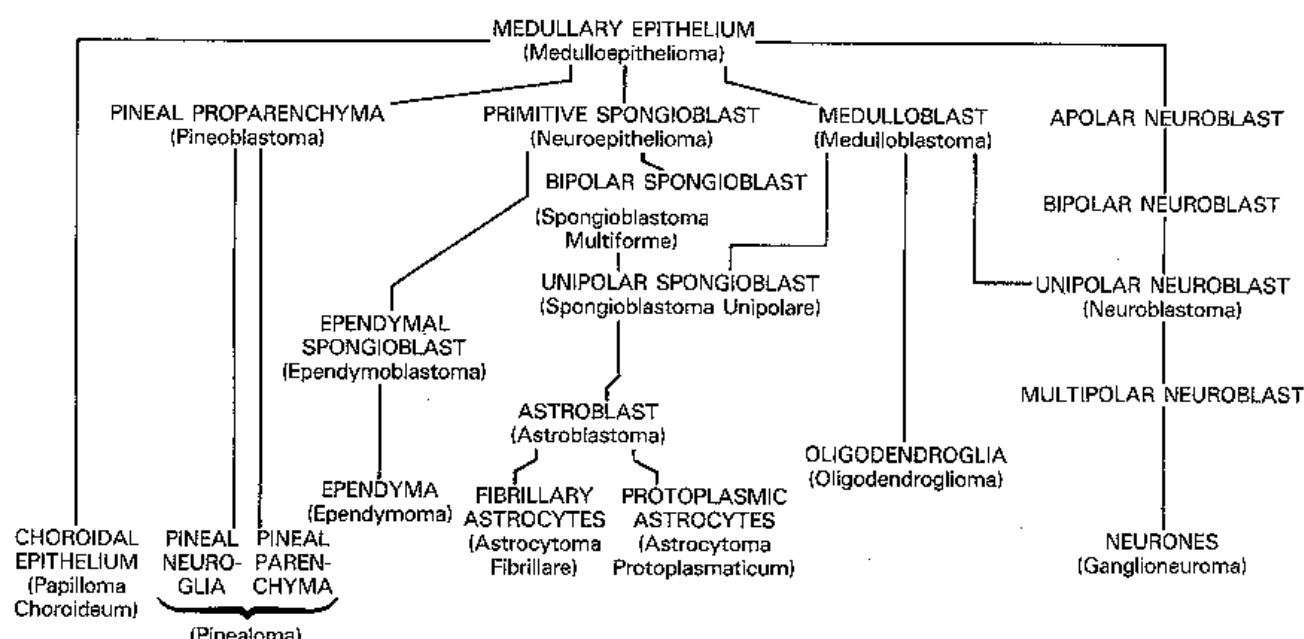 MEDULLARY EPITHELIUM
(Medulloepithelioma)
PINEAL PROPARENCHYMA
(Pineoblastoma)
PRIMITIVE SPONGIOBLAST
(Neuroepithelioma)
MEDULLOBLAST
(Medulloblastoma)
APOLAR NEUROBLAST
BIPOLAR SPONGIOBLAST
(Spongioblastoma
Multiforme)
BIPOLAR NEUROBLAST
UNIPOLAR SPONGIOBLAST
(Spongioblastoma Unipolare)
UNIPOLAR NEUROBLAST
(Neuroblastoma)
EPENDYMAL
SPONGIOBLAST
(Ependymoblastoma)
MULTIPOLAR NEUROBLAST
ASTROBLAST
(Astroblastoma)
OLIGODENDROGLIA
(Oligodendroglioma)
EPENDYMA
(Ependymoma)
FIBRILLARY
ASTROCYTES
(Astrocytoma
Fibrillare)
PROTOPLASMIC
ASTROCYTES
(Astrocytoma
Protoplasmaticum)
CHOROIDAL
EPITHELIUM
(Papilloma
Choroideum)
PINEAL
NEURO-
GLIA
PINEAL
PAREN-
CHYMA
(Pinealoma)
NEURONES
(Ganglioneuroma)